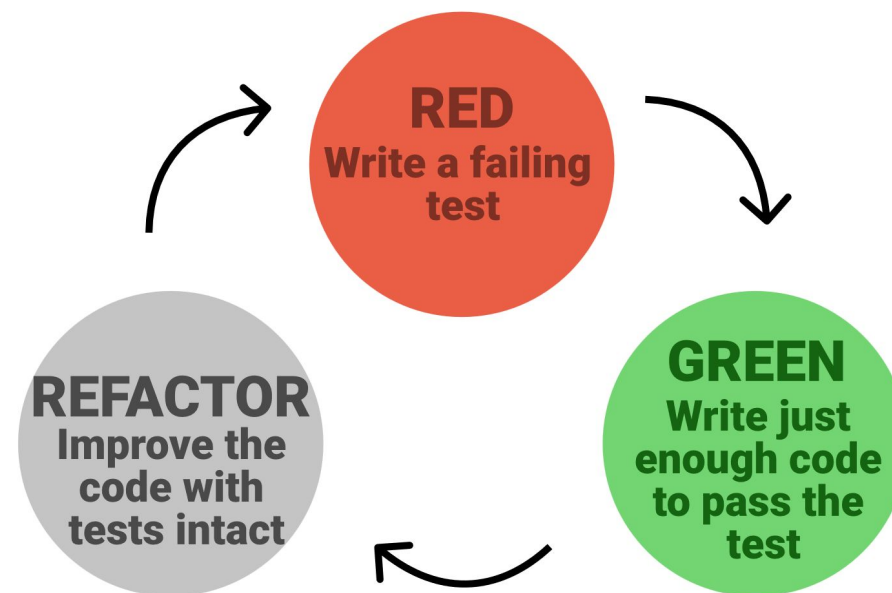 RED
Write a failing
test
GREEN
Write just
enough code
to pass the
test
REFACTOR
Improve the
code with
tests intact